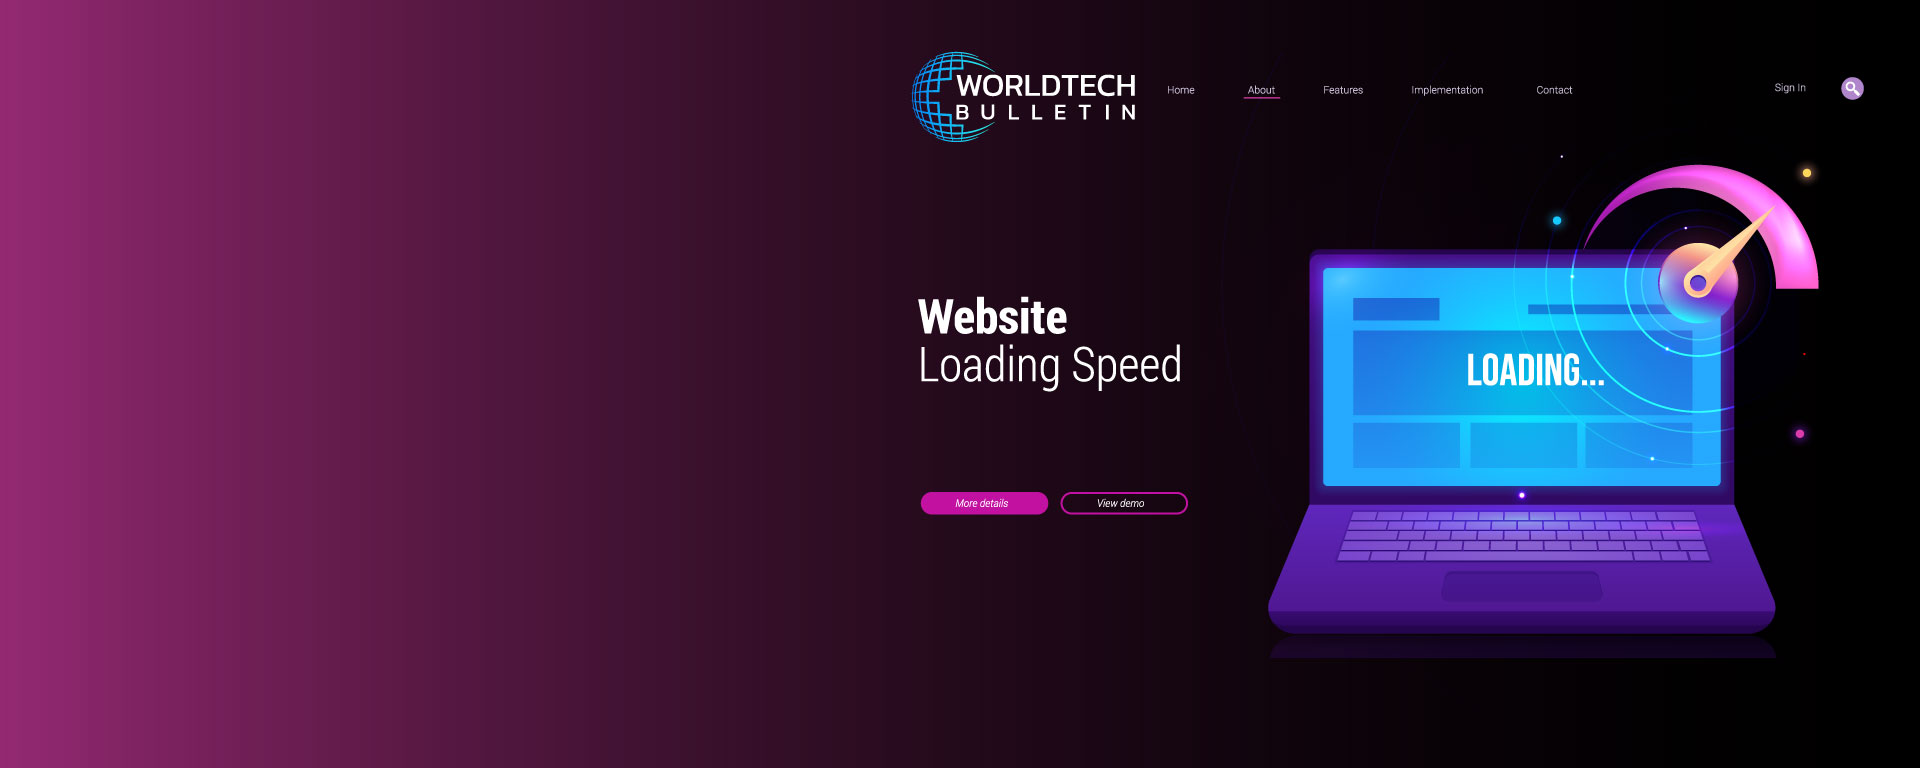 WORLDTECH
BULLETIN
Home About Features Implementation Contact Sign In
Website
Loading Speed
LOADING...
More details View demo